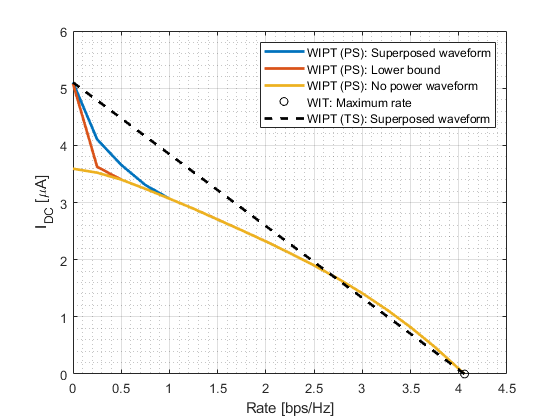 6
5
4
3
2
1
0
I_DC [μA]
WIPT (PS): Superposed waveform
WIPT (PS): Lower bound
WIPT (PS): No power waveform
WIT: Maximum rate
WIPT (TS): Superposed waveform
0 0.5 1 1.5 2 2.5 3 3.5 4 4.5
Rate [bps/Hz]